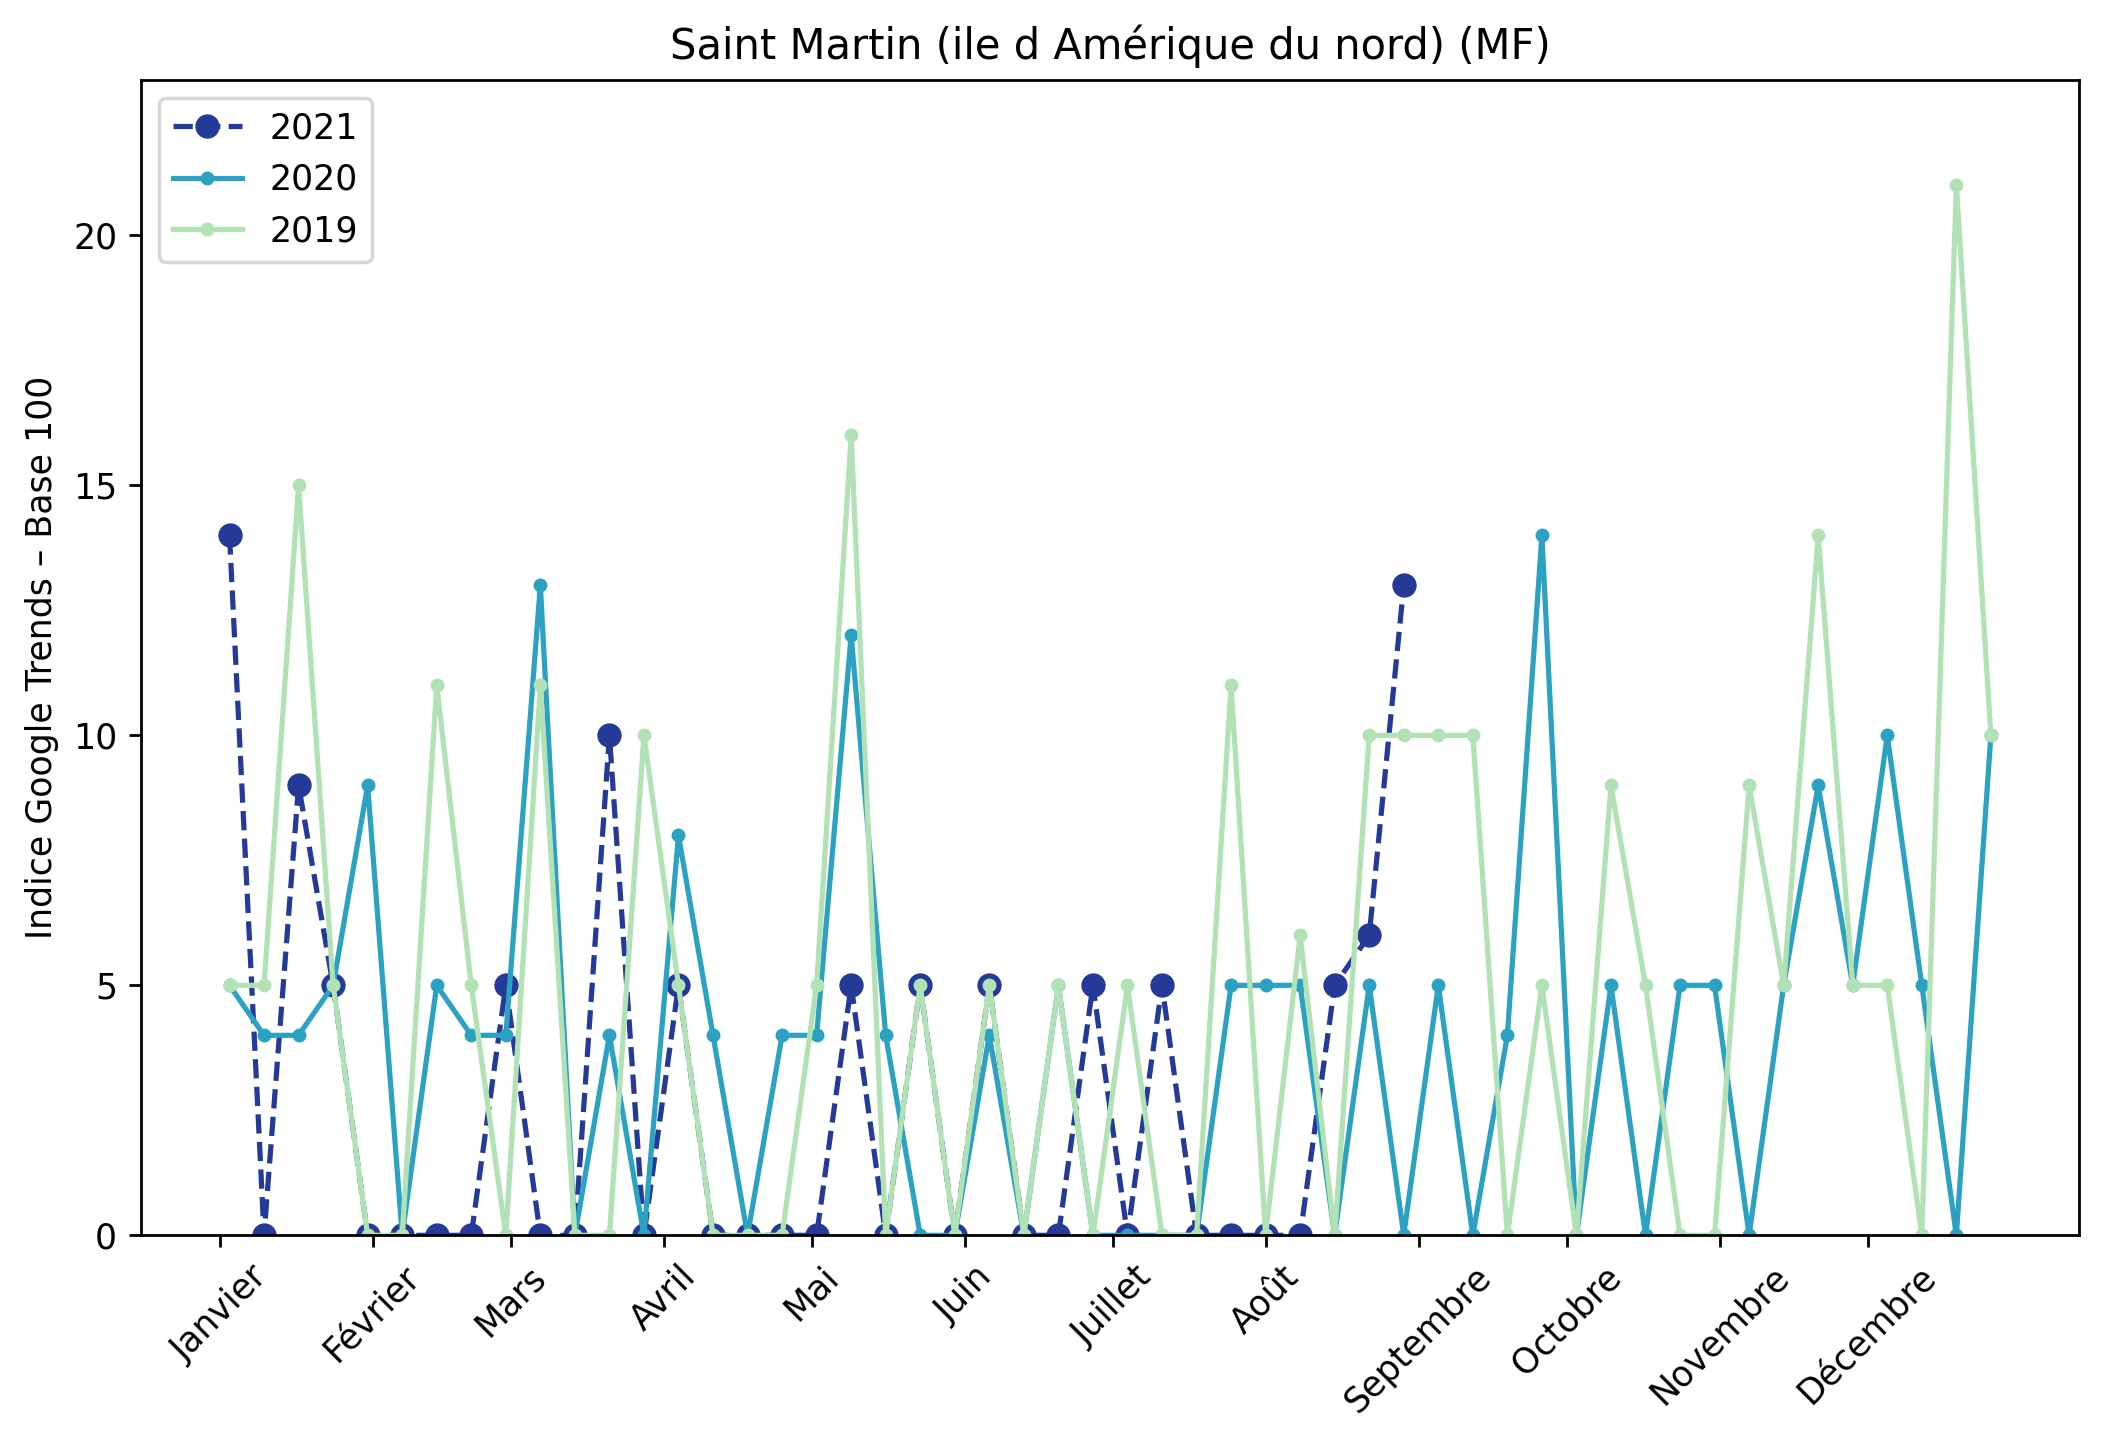 Saint Martin (ile d Amérique du nord) (MF)
2021
2020
2019
Indice Google Trends – Base 100
20
15
10
5
0
Janvier
Février
Mars
Avril
Mai
Juin
Juillet
Août
Septembre
Octobre
Novembre
Décembre